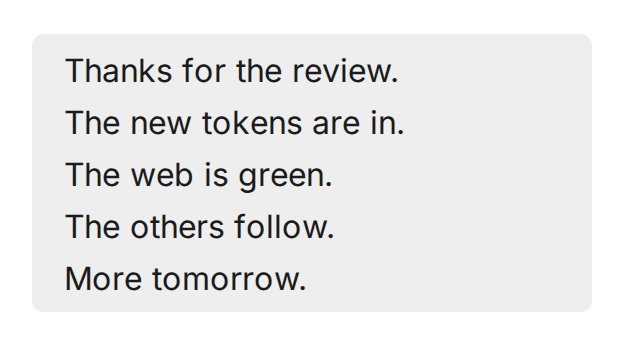 Thanks for the review.
The new tokens are in.
The web is green.
The others follow.
More tomorrow.